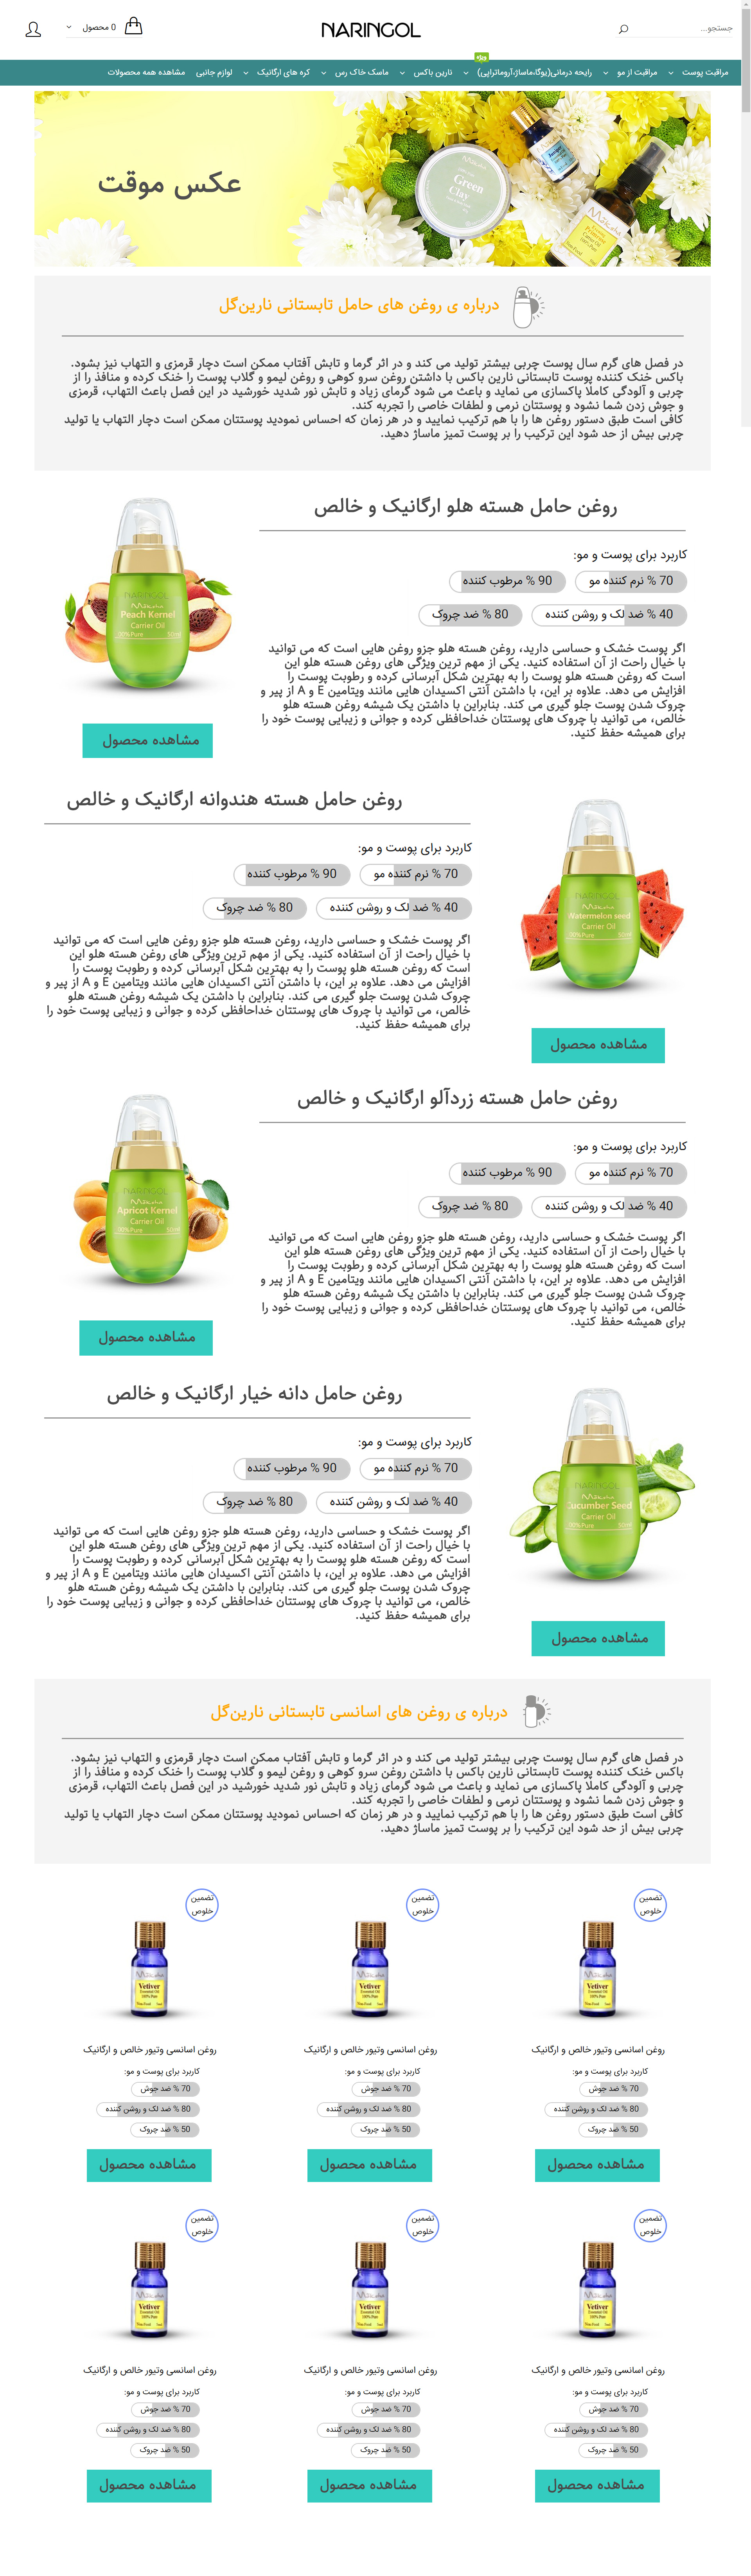 جستجو...
NARINGOL
0 محصول
مراقبت پوست
مراقبت از مو
رایحه درمانی(یوگا،ماساژ،آروماتراپی)
نارین باکس
ماسک خاک رس
کره های ارگانیک
لوازم جانبی
مشاهده همه محصولات
عکس موقت
Green
Clay
درباره ی روغن های حامل تابستانی نارین‌گل
در فصل های گرم سال پوست چربی بیشتر تولید می کند و در اثر گرما و تابش آفتاب ممکن است دچار قرمزی و التهاب نیز بشود.
باکس خنک کننده پوست تابستانی نارین باکس با داشتن روغن سرو کوهی و روغن لیمو و گلاب پوست را خنک کرده و منافذ را از
چربی و آلودگی کاملا پاکسازی می نماید و باعث می شود گرمای زیاد و تابش نور شدید خورشید در این فصل باعث التهاب، قرمزی
و جوش زدن شما نشود و پوستتان نرمی و لطفات خاصی را تجربه کند.
کافی است طبق دستور روغن ها را با هم ترکیب نمایید و در هر زمان که احساس نمودید پوستتان ممکن است دچار التهاب یا تولید
چربی بیش از حد شود این ترکیب را بر پوست تمیز ماساژ دهید.
روغن حامل هسته هلو ارگانیک و خالص
کاربرد برای پوست و مو:
70 % نرم کننده مو
90 % مرطوب کننده
40 % ضد لک و روشن کننده
80 % ضد چروک
اگر پوست خشک و حساسی دارید، روغن هسته هلو جزو روغن هایی است که می توانید
با خیال راحت از آن استفاده کنید. یکی از مهم ترین ویژگی های روغن هسته هلو این
است که روغن هسته هلو پوست را به بهترین شکل آبرسانی کرده و رطوبت پوست را
افزایش می دهد. علاوه بر این، با داشتن آنتی اکسیدان هایی مانند ویتامین E و A از پیر و
چروک شدن پوست جلو گیری می کند. بنابراین با داشتن یک شیشه روغن هسته هلو
خالص، می توانید با چروک های پوستتان خداحافظی کرده و جوانی و زیبایی پوست خود را
برای همیشه حفظ کنید.
NARINGOL
Peach Kernel
Carrier Oil
مشاهده محصول
روغن حامل هسته هندوانه ارگانیک و خالص
کاربرد برای پوست و مو:
70 % نرم کننده مو
90 % مرطوب کننده
40 % ضد لک و روشن کننده
80 % ضد چروک
اگر پوست خشک و حساسی دارید، روغن هسته هلو جزو روغن هایی است که می توانید
با خیال راحت از آن استفاده کنید. یکی از مهم ترین ویژگی های روغن هسته هلو این
است که روغن هسته هلو پوست را به بهترین شکل آبرسانی کرده و رطوبت پوست را
افزایش می دهد. علاوه بر این، با داشتن آنتی اکسیدان هایی مانند ویتامین E و A از پیر و
چروک شدن پوست جلو گیری می کند. بنابراین با داشتن یک شیشه روغن هسته هلو
خالص، می توانید با چروک های پوستتان خداحافظی کرده و جوانی و زیبایی پوست خود را
برای همیشه حفظ کنید.
NARINGOL
Watermelon seed
Carrier Oil
مشاهده محصول
روغن حامل هسته زردآلو ارگانیک و خالص
کاربرد برای پوست و مو:
70 % نرم کننده مو
90 % مرطوب کننده
40 % ضد لک و روشن کننده
80 % ضد چروک
اگر پوست خشک و حساسی دارید، روغن هسته هلو جزو روغن هایی است که می توانید
با خیال راحت از آن استفاده کنید. یکی از مهم ترین ویژگی های روغن هسته هلو این
است که روغن هسته هلو پوست را به بهترین شکل آبرسانی کرده و رطوبت پوست را
افزایش می دهد. علاوه بر این، با داشتن آنتی اکسیدان هایی مانند ویتامین E و A از پیر و
چروک شدن پوست جلو گیری می کند. بنابراین با داشتن یک شیشه روغن هسته هلو
خالص، می توانید با چروک های پوستتان خداحافظی کرده و جوانی و زیبایی پوست خود را
برای همیشه حفظ کنید.
NARINGOL
Apricot Kernel
Carrier Oil
مشاهده محصول
روغن حامل دانه خیار ارگانیک و خالص
کاربرد برای پوست و مو:
70 % نرم کننده مو
90 % مرطوب کننده
40 % ضد لک و روشن کننده
80 % ضد چروک
اگر پوست خشک و حساسی دارید، روغن هسته هلو جزو روغن هایی است که می توانید
با خیال راحت از آن استفاده کنید. یکی از مهم ترین ویژگی های روغن هسته هلو این
است که روغن هسته هلو پوست را به بهترین شکل آبرسانی کرده و رطوبت پوست را
افزایش می دهد. علاوه بر این، با داشتن آنتی اکسیدان هایی مانند ویتامین E و A از پیر و
چروک شدن پوست جلو گیری می کند. بنابراین با داشتن یک شیشه روغن هسته هلو
خالص، می توانید با چروک های پوستتان خداحافظی کرده و جوانی و زیبایی پوست خود را
برای همیشه حفظ کنید.
NARINGOL
Cucumber Seed
Carrier Oil
مشاهده محصول
درباره ی روغن های اسانسی تابستانی نارین‌گل
در فصل های گرم سال پوست چربی بیشتر تولید می کند و در اثر گرما و تابش آفتاب ممکن است دچار قرمزی و التهاب نیز بشود.
باکس خنک کننده پوست تابستانی نارین باکس با داشتن روغن سرو کوهی و روغن لیمو و گلاب پوست را خنک کرده و منافذ را از
چربی و آلودگی کاملا پاکسازی می نماید و باعث می شود گرمای زیاد و تابش نور شدید خورشید در این فصل باعث التهاب، قرمزی
و جوش زدن شما نشود و پوستتان نرمی و لطفات خاصی را تجربه کند.
کافی است طبق دستور روغن ها را با هم ترکیب نمایید و در هر زمان که احساس نمودید پوستتان ممکن است دچار التهاب یا تولید
چربی بیش از حد شود این ترکیب را بر پوست تمیز ماساژ دهید.
تضمین
خلوص
Vetiver
روغن اسانسی وتیور خالص و ارگانیک
کاربرد برای پوست و مو:
70 % ضد جوش
80 % ضد لک و روشن کننده
50 % ضد چروک
مشاهده محصول
تضمین
خلوص
Vetiver
روغن اسانسی وتیور خالص و ارگانیک
کاربرد برای پوست و مو:
70 % ضد جوش
80 % ضد لک و روشن کننده
50 % ضد چروک
مشاهده محصول
تضمین
خلوص
Vetiver
روغن اسانسی وتیور خالص و ارگانیک
کاربرد برای پوست و مو:
70 % ضد جوش
80 % ضد لک و روشن کننده
50 % ضد چروک
مشاهده محصول
تضمین
خلوص
Vetiver
روغن اسانسی وتیور خالص و ارگانیک
کاربرد برای پوست و مو:
70 % ضد جوش
80 % ضد لک و روشن کننده
50 % ضد چروک
مشاهده محصول
تضمین
خلوص
Vetiver
روغن اسانسی وتیور خالص و ارگانیک
کاربرد برای پوست و مو:
70 % ضد جوش
80 % ضد لک و روشن کننده
50 % ضد چروک
مشاهده محصول
تضمین
خلوص
Vetiver
روغن اسانسی وتیور خالص و ارگانیک
کاربرد برای پوست و مو:
70 % ضد جوش
80 % ضد لک و روشن کننده
50 % ضد چروک
مشاهده محصول